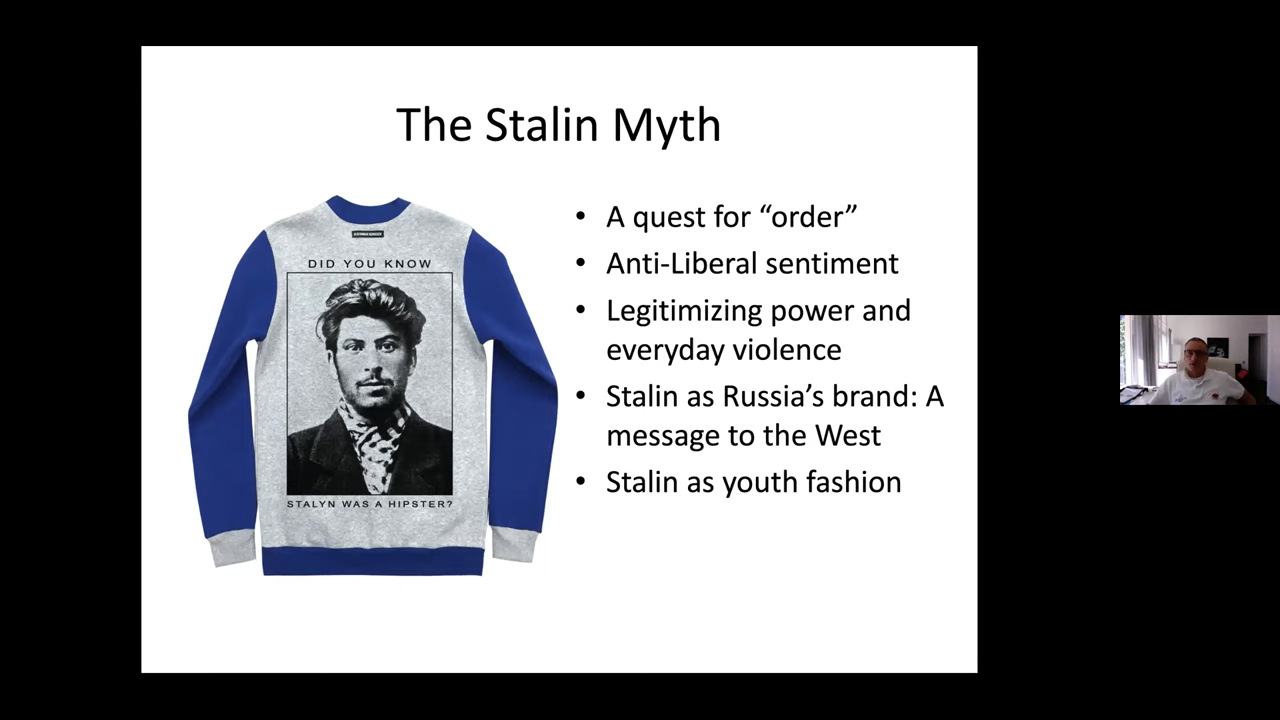 The Stalin Myth
DID YOU KNOW
STALYN WAS A HIPSTER?
• A quest for “order”
• Anti-Liberal sentiment
• Legitimizing power and
everyday violence
• Stalin as Russia’s brand: A
message to the West
• Stalin as youth fashion